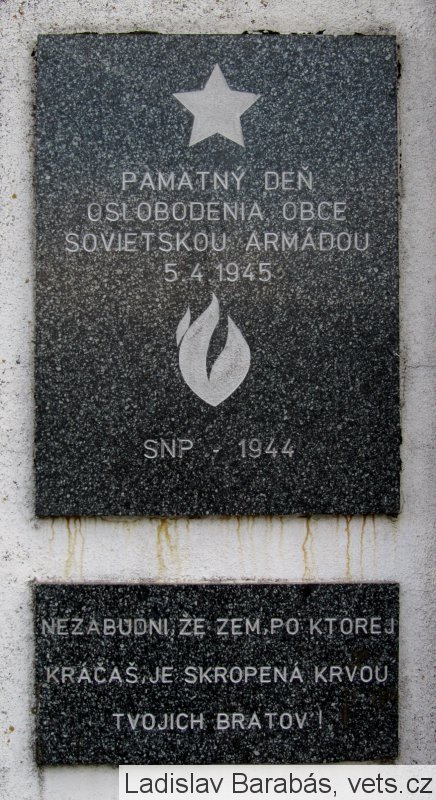 PAMÄTNÝ DEŇ
OSLOBODENIA OBCE
SOVJETSKOU ARMÁDOU
5.4 1945
SNP - 1944
NEZABUDNI, ŽE ZEM, PO KTOREJ
KRÁČAŠ, JE SKROPENÁ KRVOU
TVOJICH BRATOV!
Ladislav Barabás, vets.cz